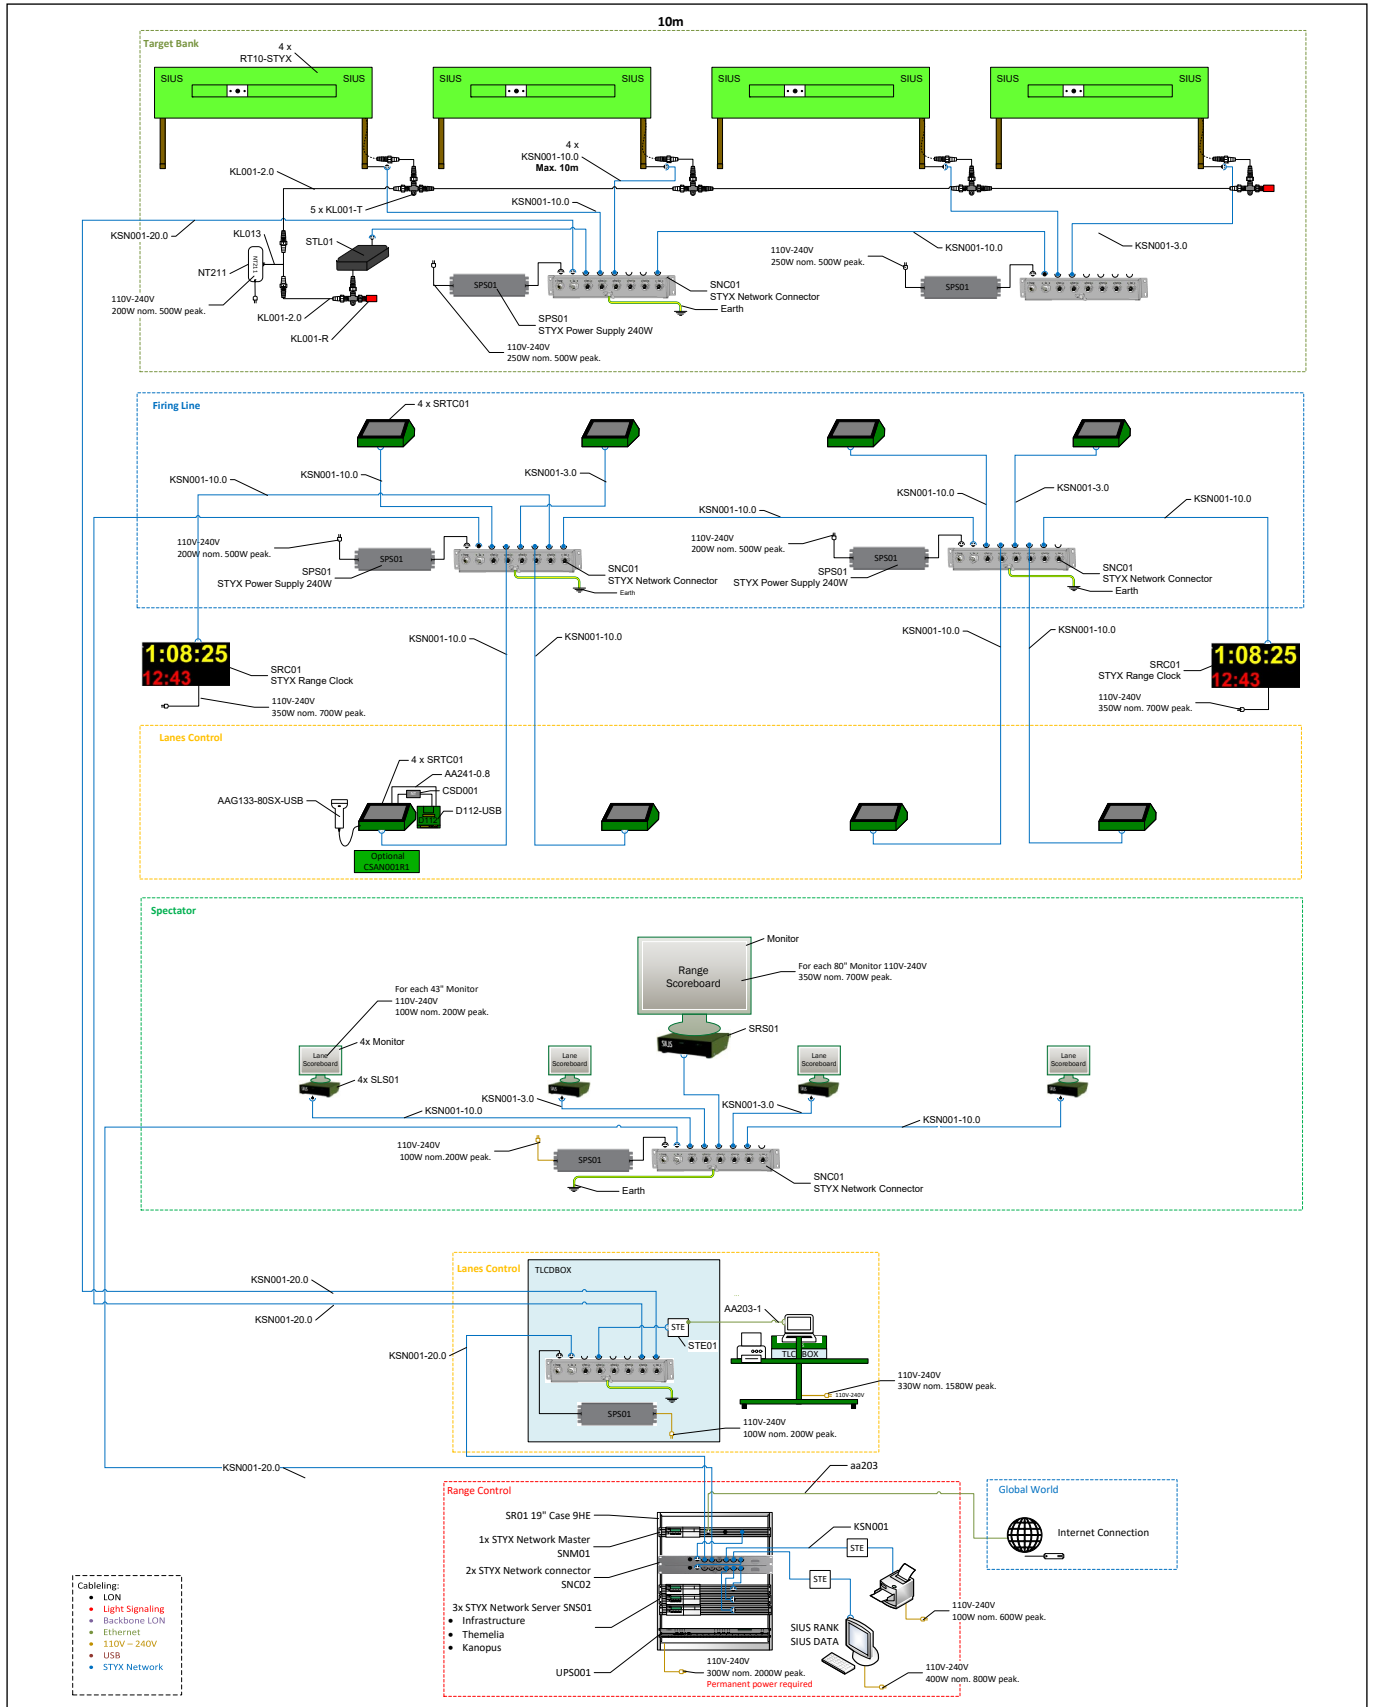 10m
Target Bank
4 x
RT10-STYX
SIUS SIUS
SIUS SIUS
SIUS SIUS
SIUS SIUS
4 x
KSN001-10.0
Max. 10m
KL001-2.0
5 x KL001-T
KSN001-10.0
KSN001-20.0
KL013
STL01
NT211
NT211
110V-240V
200W nom. 500W peak.
KL001-2.0
KL001-R
SPS01
SNC01
STYX Network Connector
Earth
SPS01
STYX Power Supply 240W
110V-240V
250W nom. 500W peak.
110V-240V
250W nom. 500W peak.
KSN001-10.0
KSN001-3.0
SPS01
Firing Line
4 x SRTC01
KSN001-10.0
KSN001-10.0
KSN001-3.0
KSN001-10.0
KSN001-3.0
KSN001-10.0
KSN001-10.0
110V-240V
200W nom. 500W peak.
SPS01
SPS01
STYX Power Supply 240W
SNC01
STYX Network Connector
Earth
110V-240V
200W nom. 500W peak.
SPS01
SPS01
STYX Power Supply 240W
SNC01
STYX Network Connector
Earth
KSN001-10.0
KSN001-10.0
KSN001-10.0
KSN001-10.0
1:08:25
12:43
SRC01
STYX Range Clock
110V-240V
350W nom. 700W peak.
SRC01
STYX Range Clock
1:08:25
12:43
110V-240V
350W nom. 700W peak.
Lanes Control
4 x SRTC01
AA241-0.8
CSD001
AAG133-80SX-USB
D112-USB
D112
Optional
CSAN001R1
Spectator
Monitor
Range
Scoreboard
For each 80" Monitor 110V-240V
350W nom. 700W peak.
For each 43" Monitor
110V-240V
100W nom. 200W peak.
SRS01
SIUS
4x Monitor
Lane
Scoreboard
Lane
Scoreboard
Lane
Scoreboard
Lane
Scoreboard
4x SLS01
KSN001-3.0
KSN001-10.0
KSN001-3.0
KSN001-10.0
110V-240V
100W nom.200W peak.
SPS01
SNC01
STYX Network Connector
Earth
Lanes Control
TLCDBOX
KSN001-20.0
KSN001-20.0
KSN001-20.0
STE
STE01
AA203-1
TLCDBOX
110V-240V
110V-240V
330W nom. 1580W peak.
SPS01
110V-240V
100W nom. 200W peak.
KSN001-20.0
aa203
Range Control
SR01 19" Case 9HE
1x STYX Network Master
SNM01
2x STYX Network connector
SNC02
3x STYX Network Server SNS01
• Infrastructure
• Themelia
• Kanopus
UPS001
KSN001
STE
STE
110V-240V
100W nom. 600W peak.
SIUS RANK
SIUS DATA
110V-240V
300W nom. 2000W peak.
Permanent power required
110V-240V
400W nom. 800W peak.
Global World
Internet Connection
Cableling:
• LON
• Light Signaling
• Backbone LON
• Ethernet
• 110V – 240V
• USB
• STYX Network